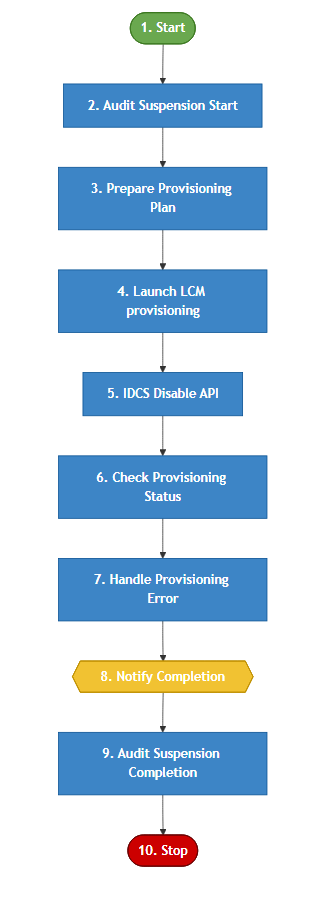 1. Start
2. Audit Suspension Start
3. Prepare Provisioning
Plan
4. Launch LCM
provisioning
5. IDCS Disable API
6. Check Provisioning
Status
7. Handle Provisioning
Error
8. Notify Completion
9. Audit Suspension
Completion
10. Stop